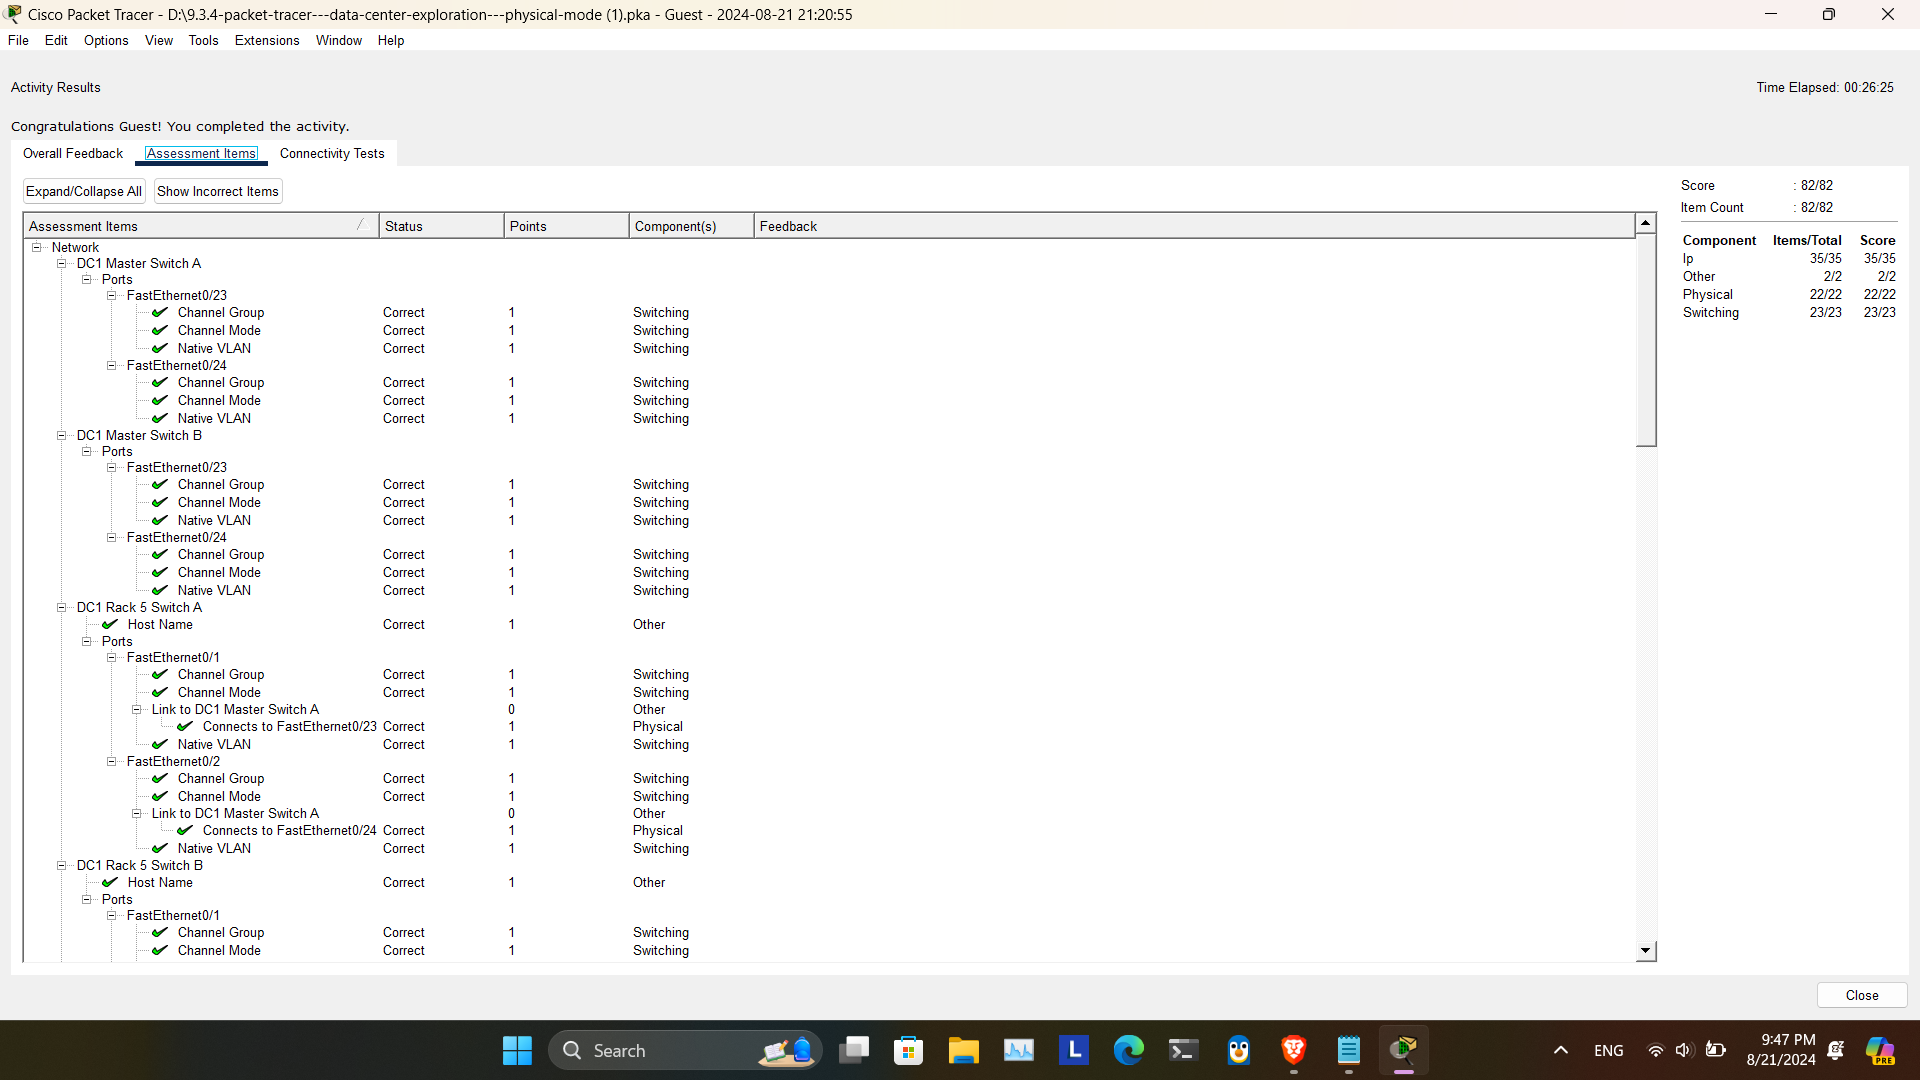 Cisco Packet Tracer - D:\9.3.4-packet-tracer---data-center-exploration---physical-mode (1).pka - Guest - 2024-08-21 21:20:55
File Edit Options View Tools Extensions Window Help
Activity Results
Time Elapsed: 00:26:25
Congratulations Guest! You completed the activity.
Overall Feedback Assessment Items Connectivity Tests
Expand/Collapse All Show Incorrect Items
Assessment Items Status Points Component(s) Feedback
Network
DC1 Master Switch A
Ports
FastEthernet0/23
Channel Group Correct 1 Switching
Channel Mode Correct 1 Switching
Native VLAN Correct 1 Switching
FastEthernet0/24
Channel Group Correct 1 Switching
Channel Mode Correct 1 Switching
Native VLAN Correct 1 Switching
DC1 Master Switch B
Ports
FastEthernet0/23
Channel Group Correct 1 Switching
Channel Mode Correct 1 Switching
Native VLAN Correct 1 Switching
FastEthernet0/24
Channel Group Correct 1 Switching
Channel Mode Correct 1 Switching
Native VLAN Correct 1 Switching
DC1 Rack 5 Switch A
Host Name Correct 1 Other
Ports
FastEthernet0/1
Channel Group Correct 1 Switching
Channel Mode Correct 1 Switching
Link to DC1 Master Switch A 0 Other
Connects to FastEthernet0/23 Correct 1 Physical
Native VLAN Correct 1 Switching
FastEthernet0/2
Channel Group Correct 1 Switching
Channel Mode Correct 1 Switching
Link to DC1 Master Switch A 0 Other
Connects to FastEthernet0/24 Correct 1 Physical
Native VLAN Correct 1 Switching
DC1 Rack 5 Switch B
Host Name Correct 1 Other
Ports
FastEthernet0/1
Channel Group Correct 1 Switching
Channel Mode Correct 1 Switching
Score : 82/82
Item Count : 82/82
Component Items/Total Score
Ip 35/35 35/35
Other 2/2 2/2
Physical 22/22 22/22
Switching 23/23 23/23
Close
Search
L
ENG
9:47 PM
8/21/2024
PRE